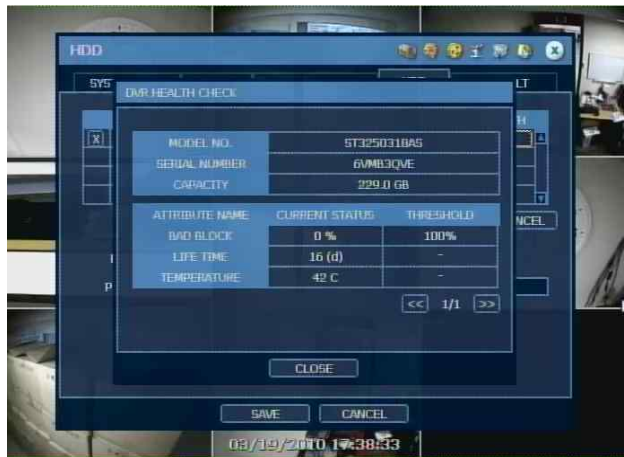 HDD
SYS
LT
DVR HEALTH CHECK
H
X
MODEL NO. ST3250318AS
SERIAL NUMBER 6VMB3QVE
CAPACITY 229.0 GB
ATTRIBUTE NAME CURRENT STATUS THRESHOLD
NCEL
BAD BLOCK 0 % 100%
LIFE TIME 16 (d) -
TEMPERATURE 42 C -
P
<< 1/1 >>
CLOSE
SAVE CANCEL
03/19/2010 17:38:33